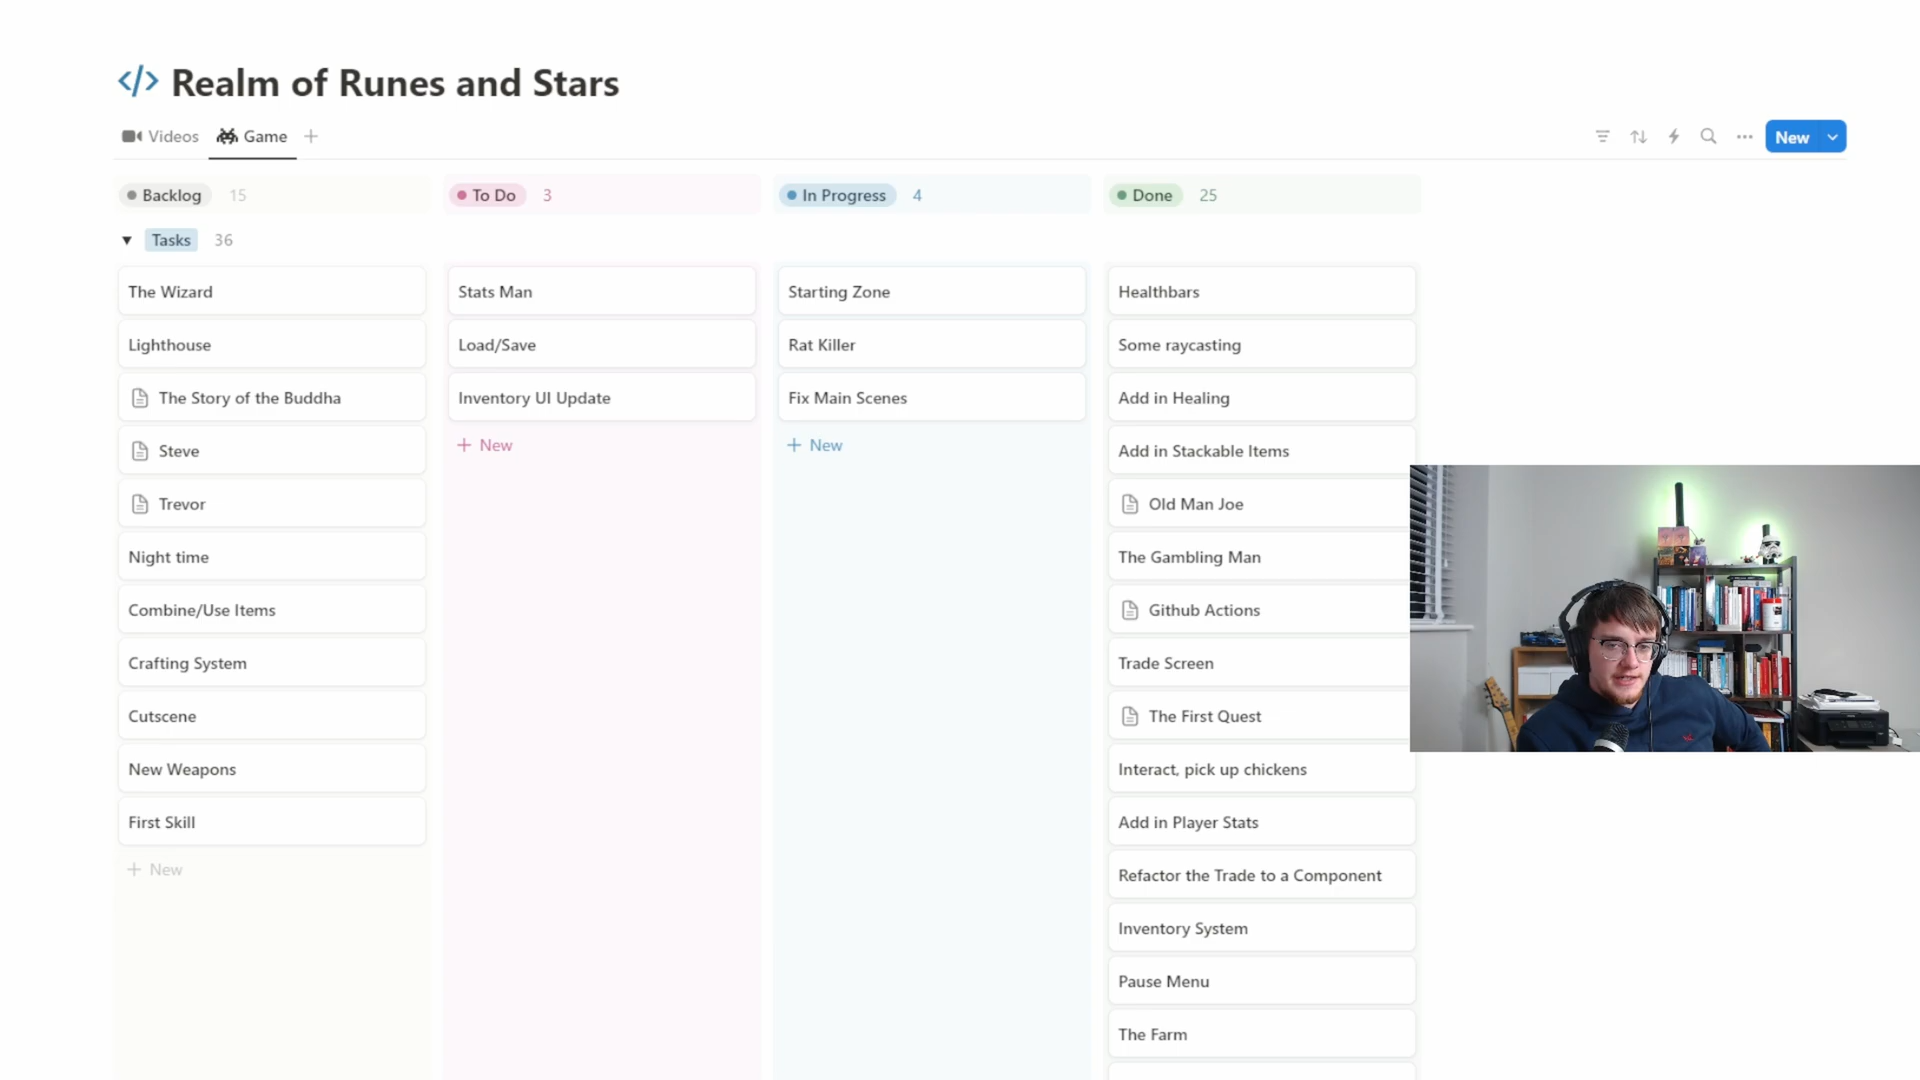 </> Realm of Runes and Stars
Videos Game
New
Backlog 15
To Do 3
In Progress 4
Done 25
Tasks 36
The Wizard
Lighthouse
The Story of the Buddha
Steve
Trevor
Night time
Combine/Use Items
Crafting System
Cutscene
New Weapons
First Skill
+ New
Stats Man
Load/Save
Inventory UI Update
+ New
Starting Zone
Rat Killer
Fix Main Scenes
+ New
Healthbars
Some raycasting
Add in Healing
Add in Stackable Items
Old Man Joe
The Gambling Man
Github Actions
Trade Screen
The First Quest
Interact, pick up chickens
Add in Player Stats
Refactor the Trade to a Component
Inventory System
Pause Menu
The Farm